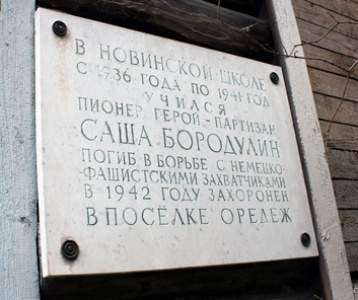 В НОВИНСКОЙ ШКОЛЕ
С 1936 ГОДА ПО 1941 ГОД
УЧИЛСЯ
ПИОНЕР ГЕРОЙ-ПАРТИЗАН
САША БОРОДУЛИН
ПОГИБ В БОРЬБЕ С НЕМЕЦКО-
-ФАШИСТСКИМИ ЗАХВАТЧИКАМИ
В 1942 ГОДУ ЗАХОРОНЕН
В ПОСЁЛКЕ ОРЕДЕЖ